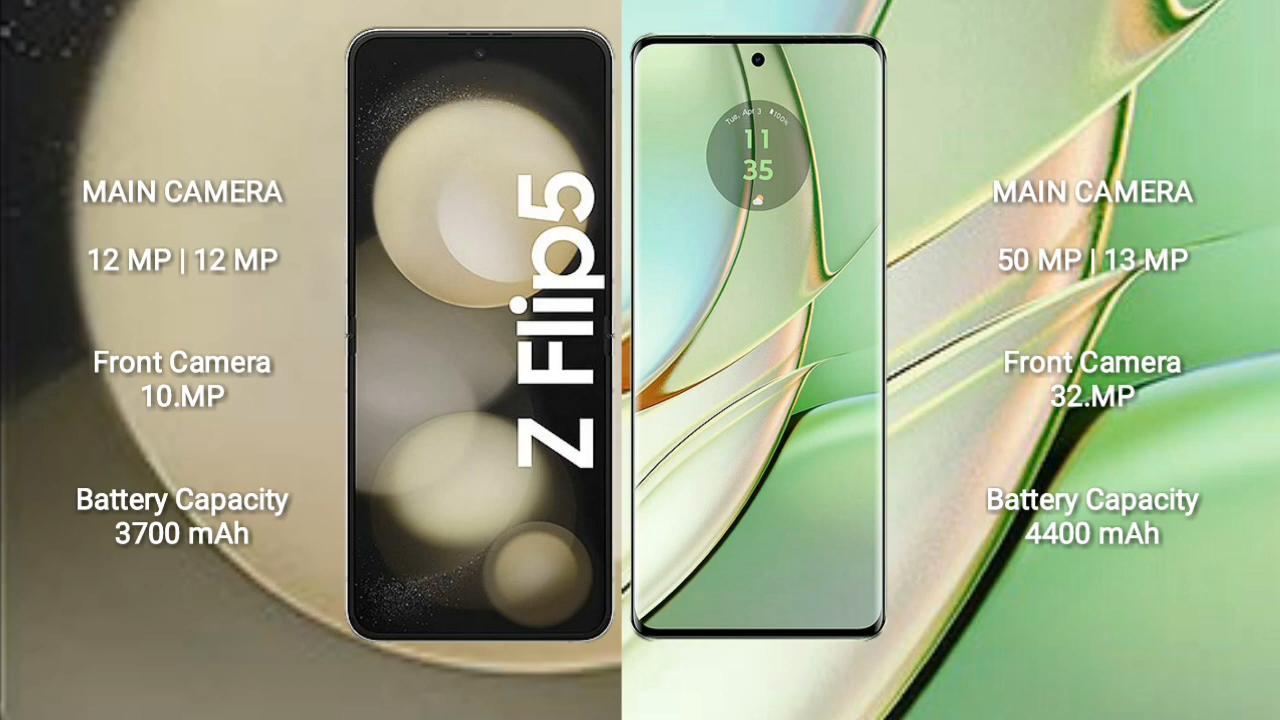 MAIN CAMERA
12 MP | 12 MP
Front Camera
10.MP
Battery Capacity
3700 mAh
Z Flip5
Tue, Apr 3 100%
11
35
MAIN CAMERA
50 MP | 13 MP
Front Camera
32.MP
Battery Capacity
4400 mAh